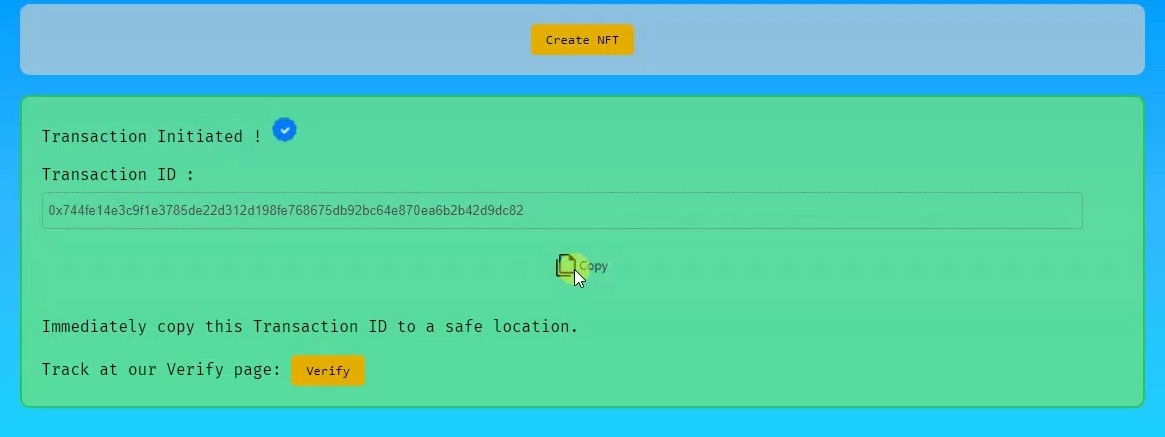 Create NFT
Transaction Initiated !
Transaction ID :
0x744fe14e3c9f1e3785de22d312d198fe768675db92bc64e870ea6b2b42d9dc82
Copy
Immediately copy this Transaction ID to a safe location.
Track at our Verify page: Verify